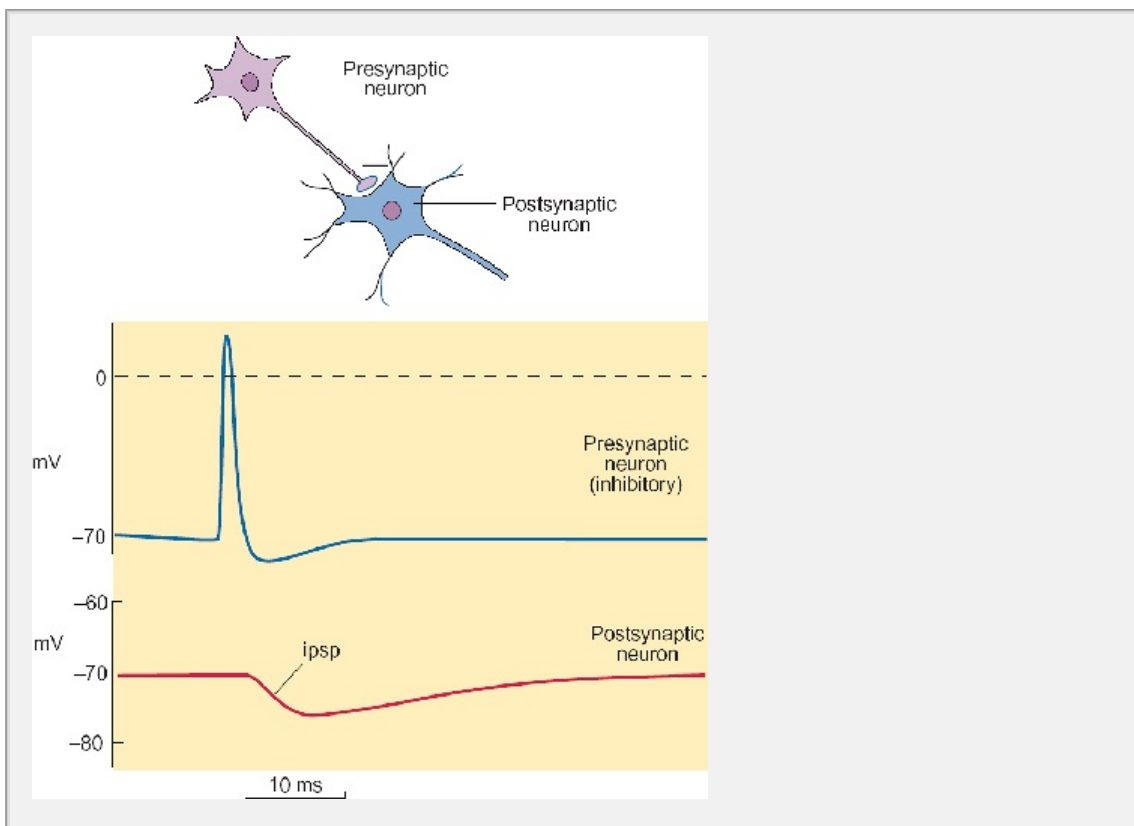 Presynaptic
neuron
Postsynaptic
neuron
0
mV
Presynaptic
neuron
(inhibitory)
–70
–60
mV
Postsynaptic
neuron
ipsp
–70
–80
10 ms